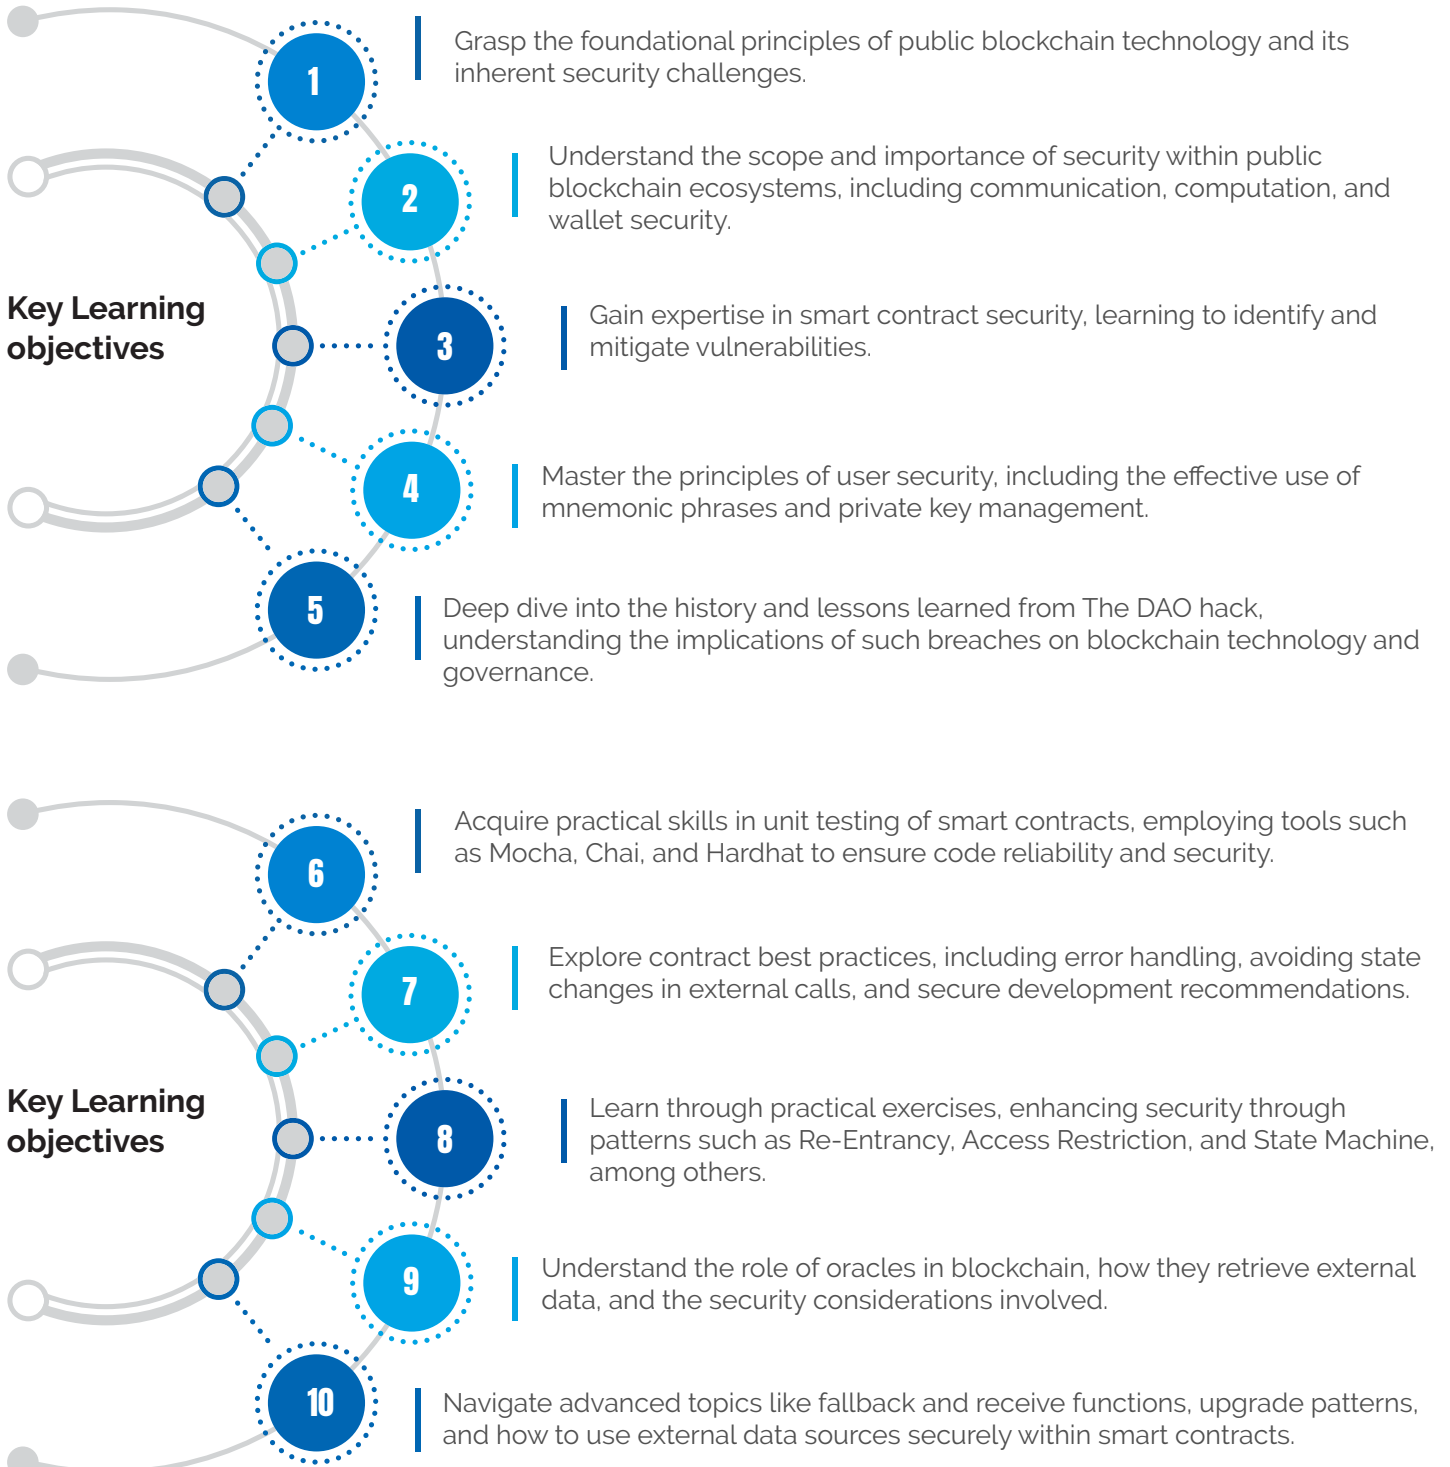 1
Grasp the foundational principles of public blockchain technology and its
inherent security challenges.
2
Understand the scope and importance of security within public
blockchain ecosystems, including communication, computation, and
wallet security.
Key Learning
objectives
3
Gain expertise in smart contract security, learning to identify and
mitigate vulnerabilities.
4
Master the principles of user security, including the effective use of
mnemonic phrases and private key management.
5
Deep dive into the history and lessons learned from The DAO hack,
understanding the implications of such breaches on blockchain technology and
governance.
6
Acquire practical skills in unit testing of smart contracts, employing tools such
as Mocha, Chai, and Hardhat to ensure code reliability and security.
7
Explore contract best practices, including error handling, avoiding state
changes in external calls, and secure development recommendations.
Key Learning
objectives
8
Learn through practical exercises, enhancing security through
patterns such as Re-Entrancy, Access Restriction, and State Machine,
among others.
9
Understand the role of oracles in blockchain, how they retrieve external
data, and the security considerations involved.
10
Navigate advanced topics like fallback and receive functions, upgrade patterns,
and how to use external data sources securely within smart contracts.